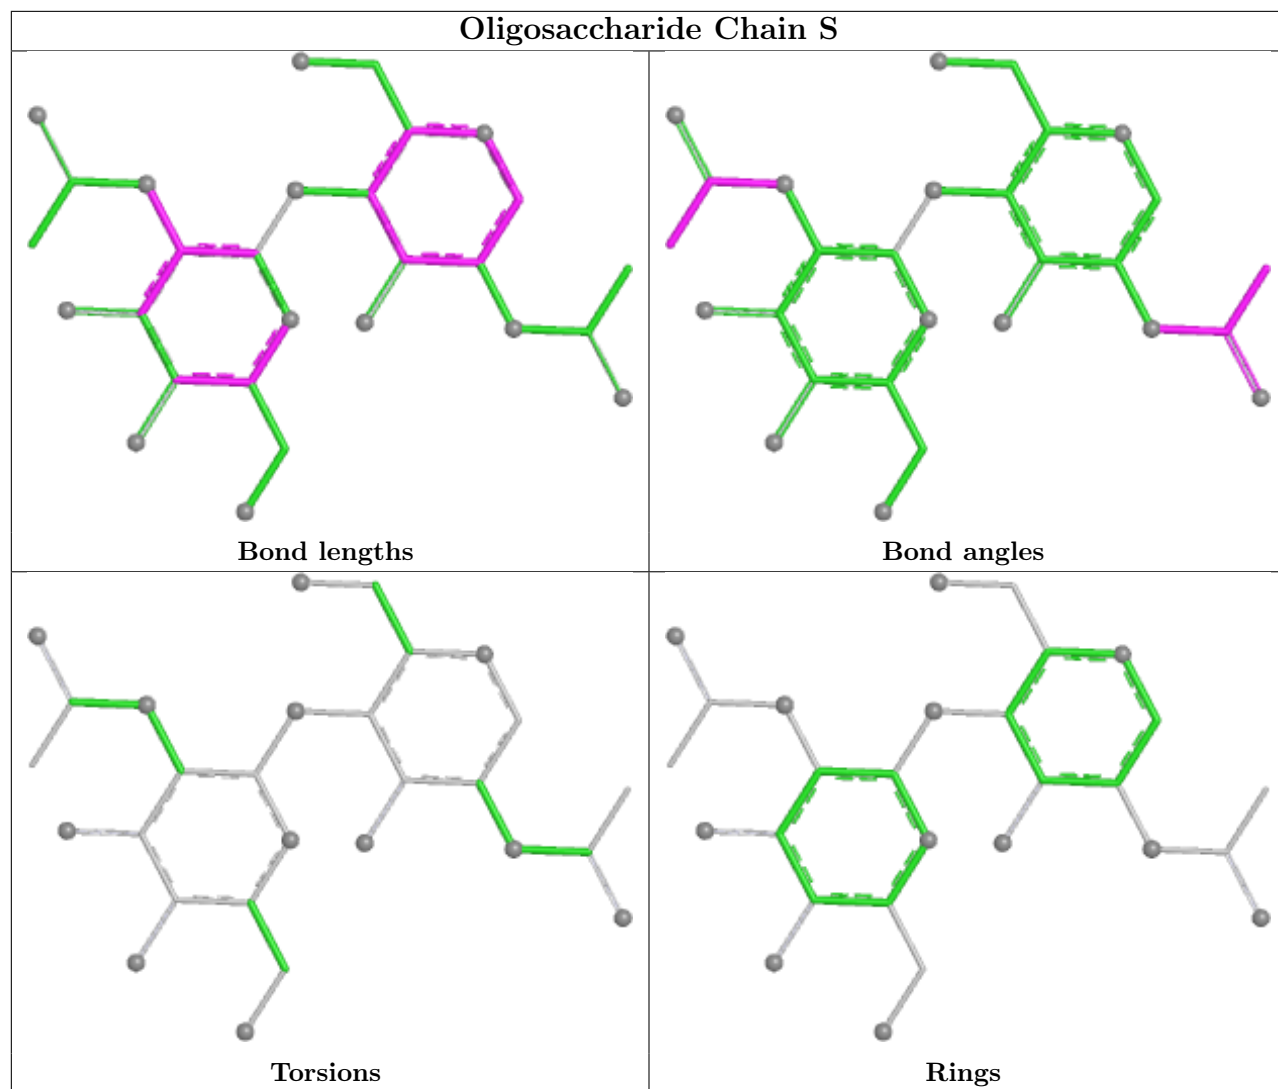 Oligosaccharide Chain S
Bond lengths
Bond angles
Torsions
Rings